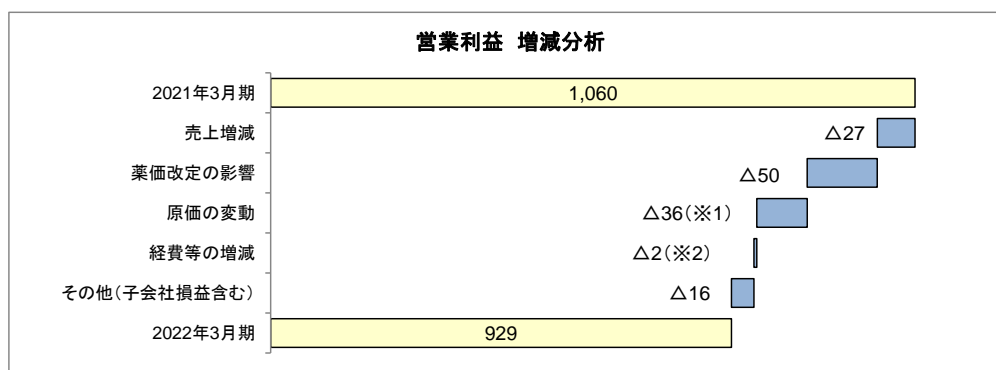 営業利益 増減分析
2021年3月期 1,060
売上増減 △27
薬価改定の影響 △50
原価の変動 △36(※1)
経費等の増減 △2(※2)
その他(子会社損益含む) △16
2022年3月期 929